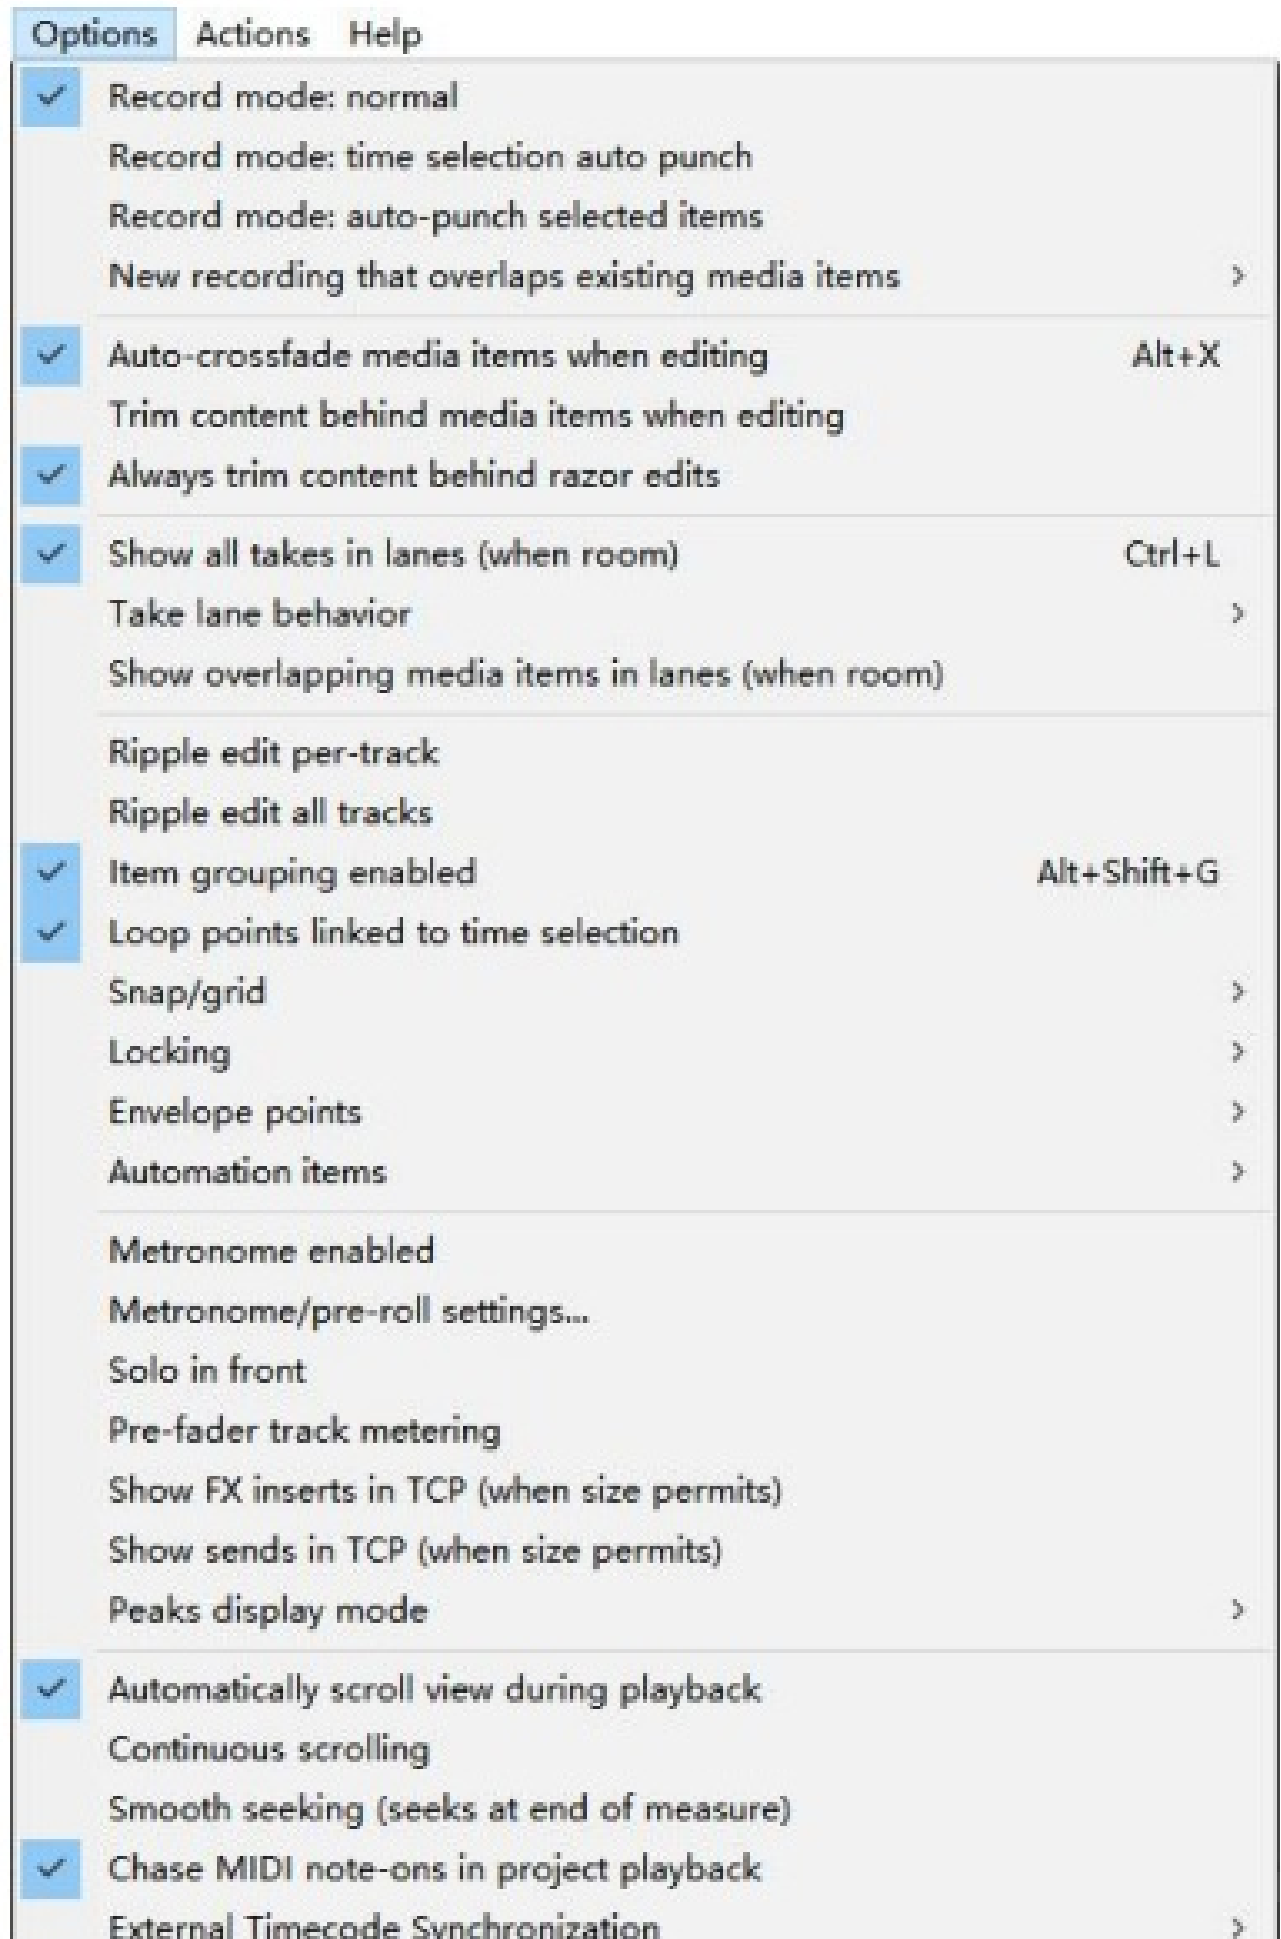 Options Actions Help
Record mode: normal
Record mode: time selection auto punch
Record mode: auto-punch selected items
New recording that overlaps existing media items
Auto-crossfade media items when editing Alt+X
Trim content behind media items when editing
Always trim content behind razor edits
Show all takes in lanes (when room) Ctrl+L
Take lane behavior
Show overlapping media items in lanes (when room)
Ripple edit per-track
Ripple edit all tracks
Item grouping enabled Alt+Shift+G
Loop points linked to time selection
Snap/grid
Locking
Envelope points
Automation items
Metronome enabled
Metronome/pre-roll settings...
Solo in front
Pre-fader track metering
Show FX inserts in TCP (when size permits)
Show sends in TCP (when size permits)
Peaks display mode
Automatically scroll view during playback
Continuous scrolling
Smooth seeking (seeks at end of measure)
Chase MIDI note-ons in project playback
External Timecode Synchronization